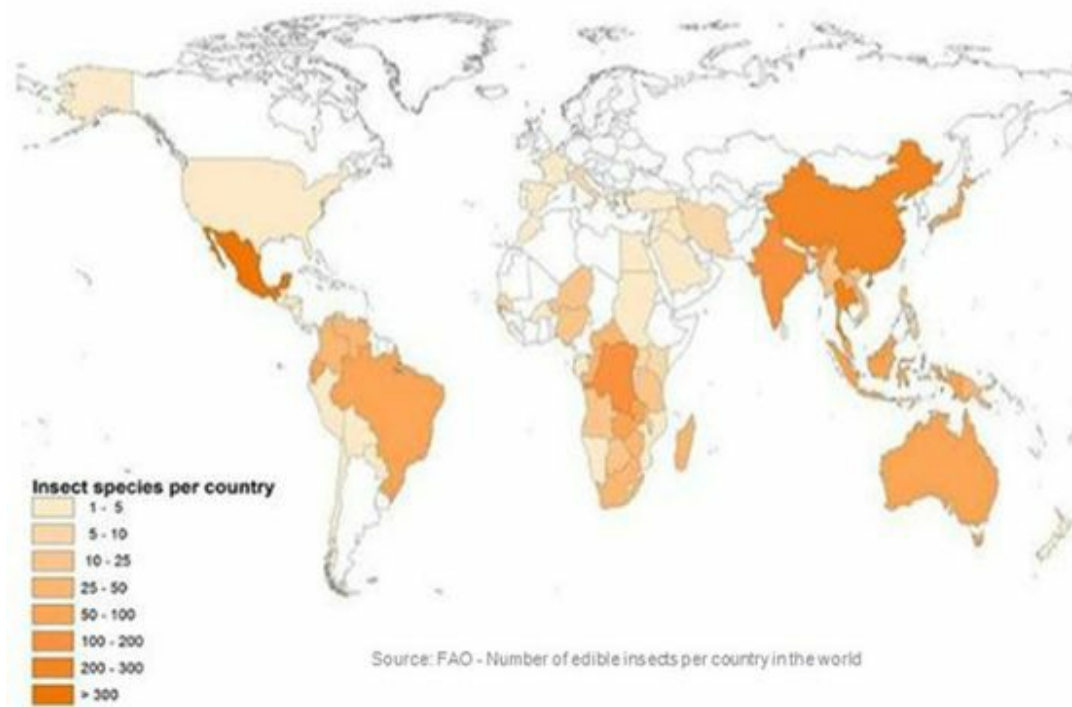 Insect species per country
1 - 5
5 - 10
10 - 25
25 - 50
50 - 100
100 - 200
200 - 300
> 300
Source: FAO - Number of edible insects per country in the world